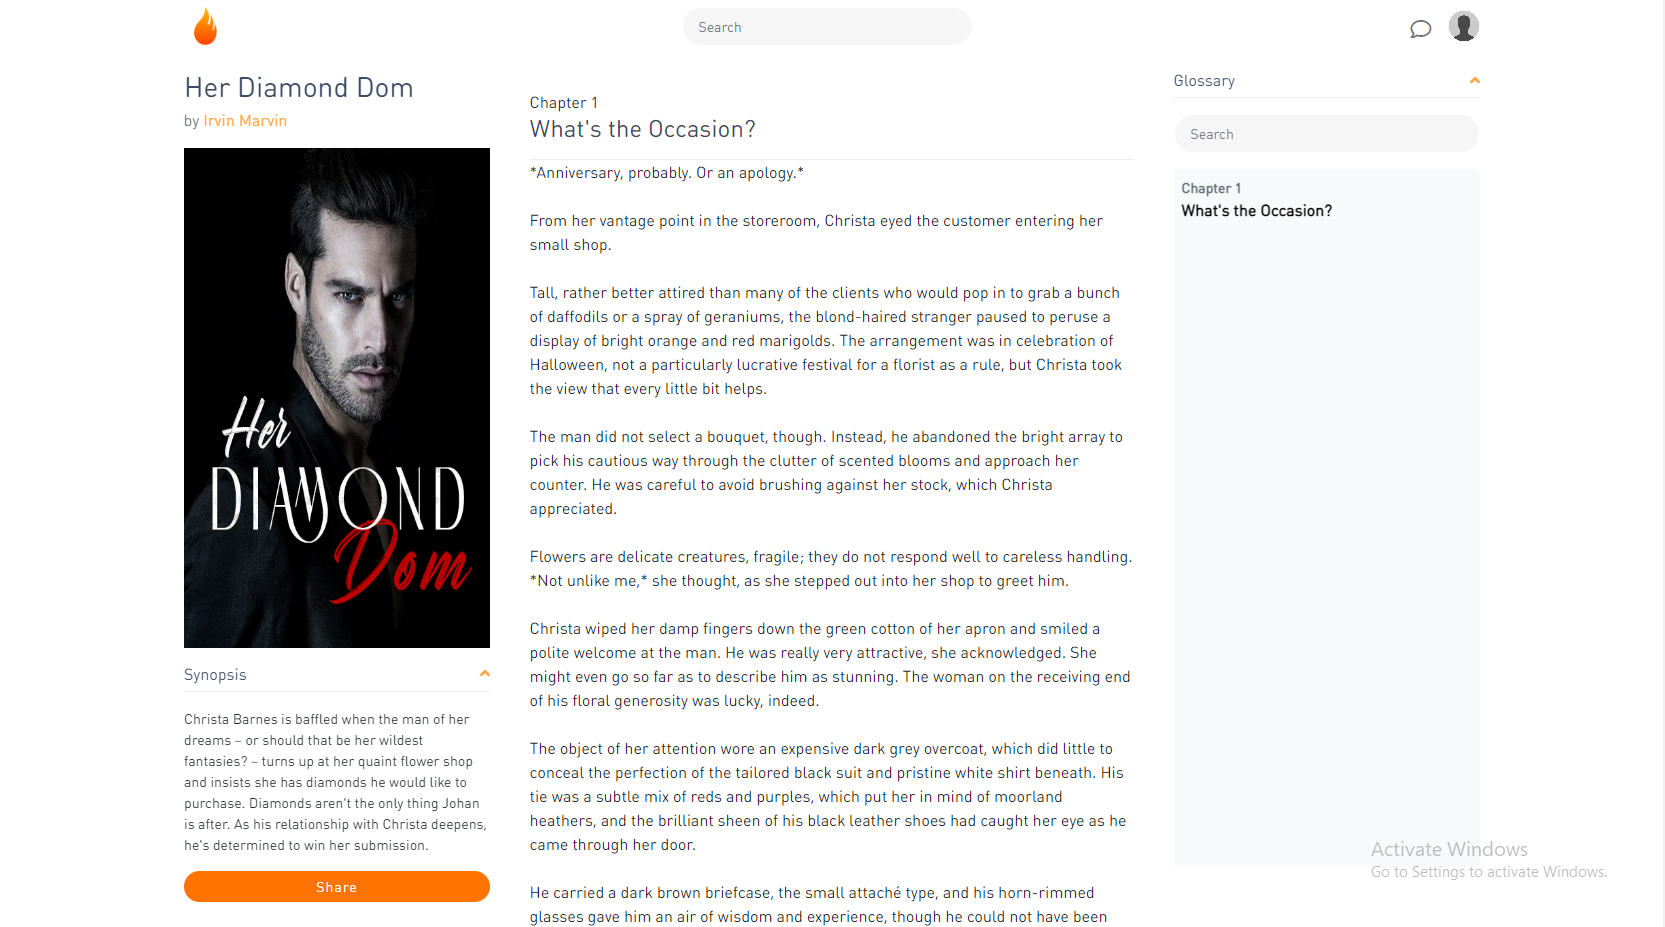 Search
Her Diamond Dom
by Irvin Marvin
Her
DIAMOND
Dom
Synopsis
Christa Barnes is baffled when the man of her
dreams – or should that be her wildest
fantasies? – turns up at her quaint flower shop
and insists she has diamonds he would like to
purchase. Diamonds aren't the only thing Johan
is after. As his relationship with Christa deepens,
he's determined to win her submission.
Share
Chapter 1
What's the Occasion?
*Anniversary, probably. Or an apology.*
From her vantage point in the storeroom, Christa eyed the customer entering her
small shop.
Tall, rather better attired than many of the clients who would pop in to grab a bunch
of daffodils or a spray of geraniums, the blond-haired stranger paused to peruse a
display of bright orange and red marigolds. The arrangement was in celebration of
Halloween, not a particularly lucrative festival for a florist as a rule, but Christa took
the view that every little bit helps.
The man did not select a bouquet, though. Instead, he abandoned the bright array to
pick his cautious way through the clutter of scented blooms and approach her
counter. He was careful to avoid brushing against her stock, which Christa
appreciated.
Flowers are delicate creatures, fragile; they do not respond well to careless handling.
*Not unlike me,* she thought, as she stepped out into her shop to greet him.
Christa wiped her damp fingers down the green cotton of her apron and smiled a
polite welcome at the man. He was really very attractive, she acknowledged. She
might even go so far as to describe him as stunning. The woman on the receiving end
of his floral generosity was lucky, indeed.
The object of her attention wore an expensive dark grey overcoat, which did little to
conceal the perfection of the tailored black suit and pristine white shirt beneath. His
tie was a subtle mix of reds and purples, which put her in mind of moorland
heathers, and the brilliant sheen of his black leather shoes had caught her eye as he
came through her door.
He carried a dark brown briefcase, the small attaché type, and his horn-rimmed
glasses gave him an air of wisdom and experience, though he could not have been
Glossary
Search
Chapter 1
What's the Occasion?
Activate Windows
Go to Settings to activate Windows.